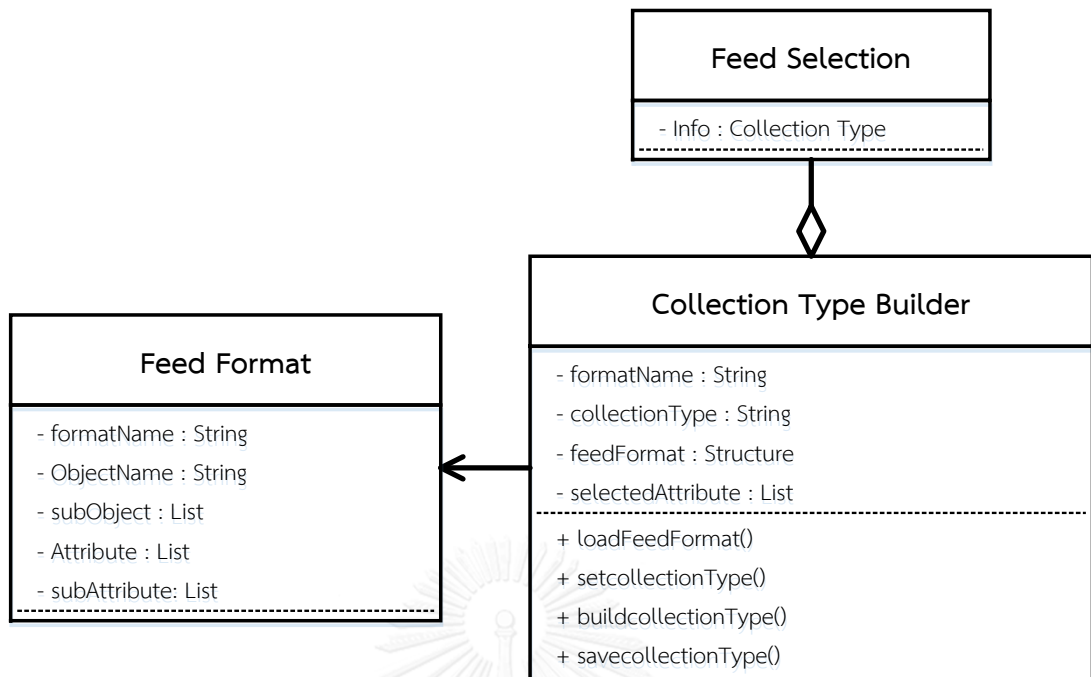 Feed Selection
- Info : Collection Type
Collection Type Builder
- formatName : String
- collectionType : String
- feedFormat : Structure
- selectedAttribute : List
+ loadFeedFormat()
+ setcollectionType()
+ buildcollectionType()
+ savecollectionType()
Feed Format
- formatName : String
- ObjectName : String
- subObject : List
- Attribute : List
- subAttribute: List